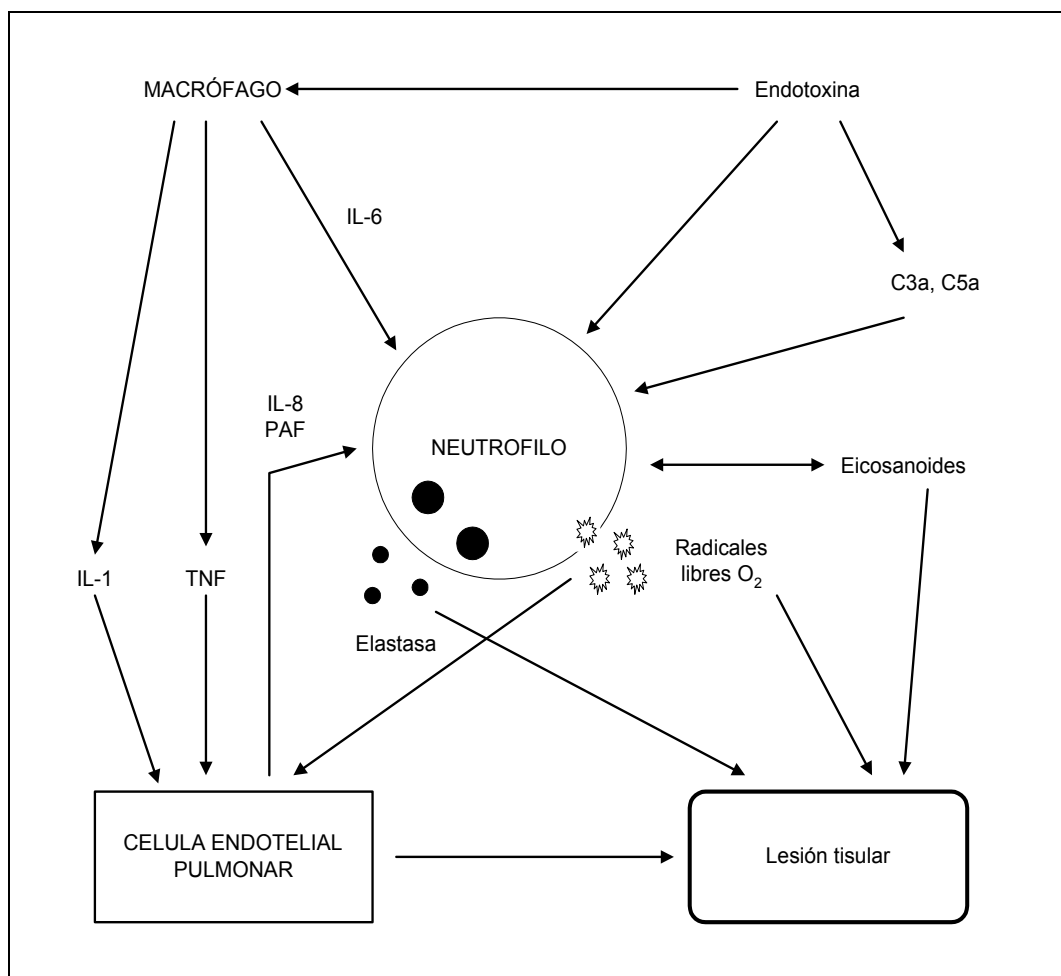 MACRÓFAGO
Endotoxina
IL-6
C3a, C5a
IL-8
PAF
NEUTROFILO
Eicosanoides
Radicales
libres O₂
IL-1
TNF
Elastasa
CELULA ENDOTELIAL
PULMONAR
Lesión tisular